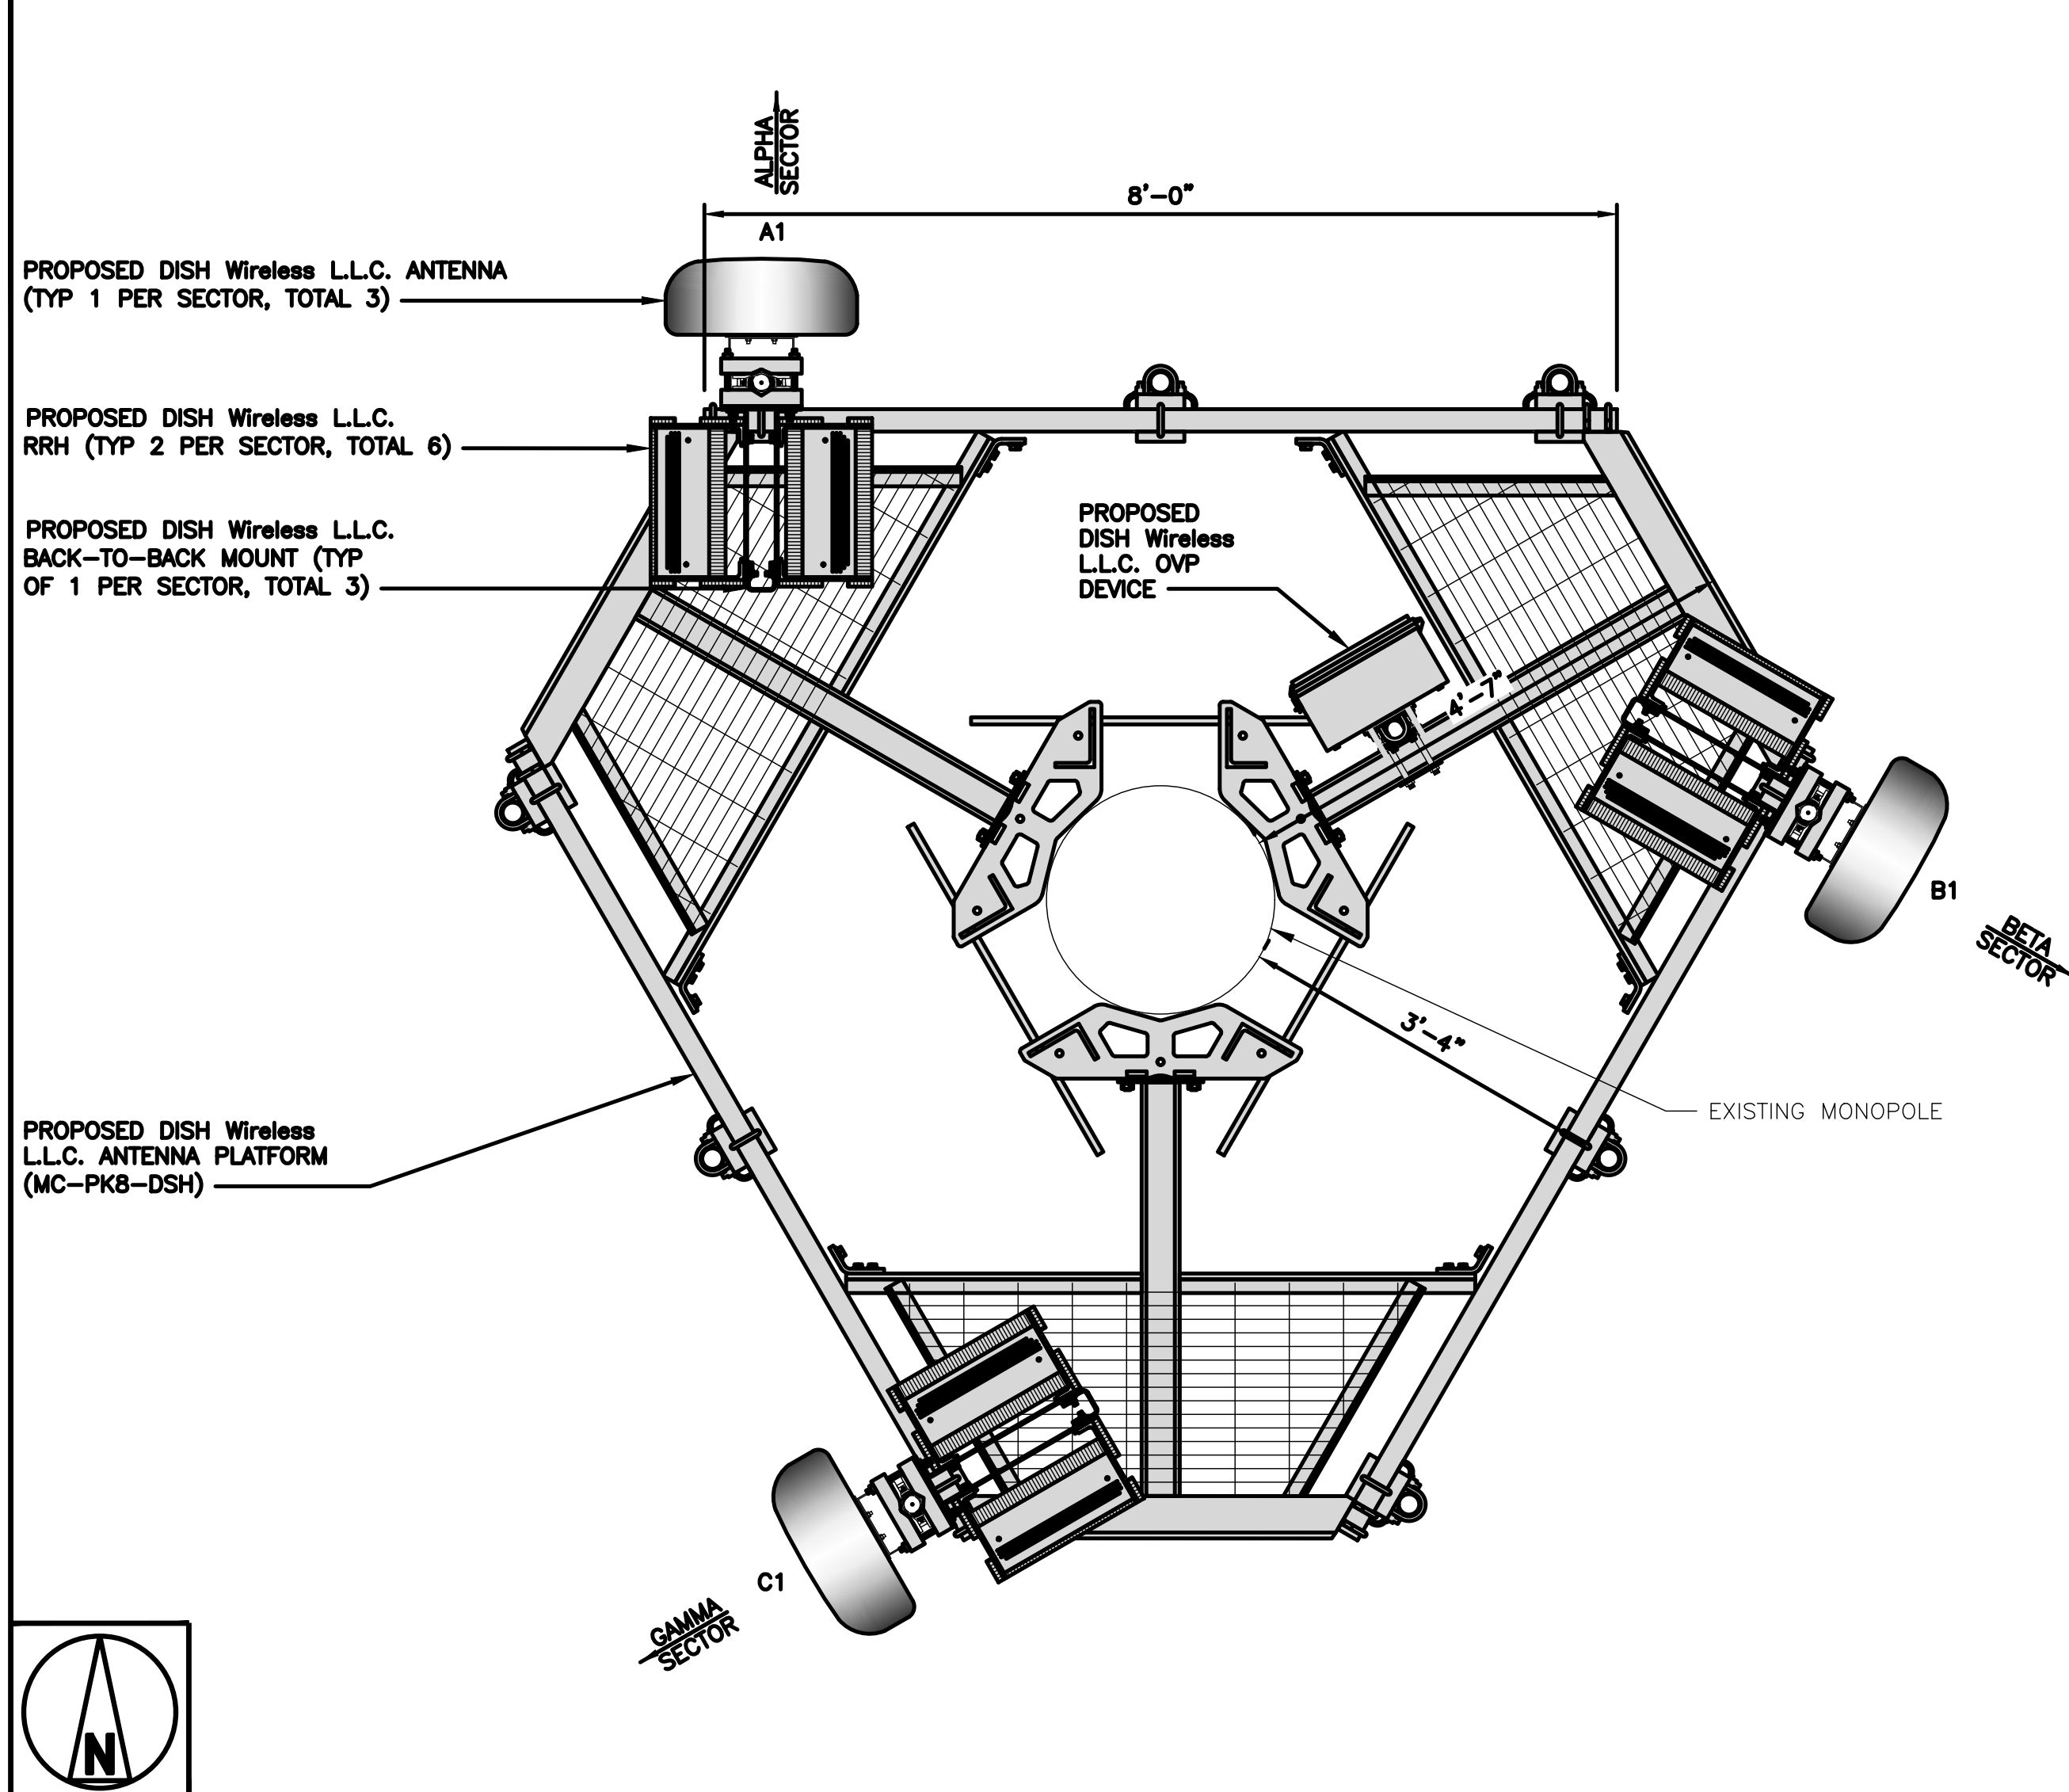 ALPHA
SECTOR
8'-0"
A1
PROPOSED DISH Wireless L.L.C. ANTENNA
(TYP 1 PER SECTOR, TOTAL 3)
PROPOSED DISH Wireless L.L.C.
RRH (TYP 2 PER SECTOR, TOTAL 6)
PROPOSED DISH Wireless L.L.C.
BACK-TO-BACK MOUNT (TYP
OF 1 PER SECTOR, TOTAL 3)
PROPOSED
DISH Wireless
L.L.C. OVP
DEVICE
4'-7"
B1
BETA
SECTOR
3'-4"
EXISTING MONOPOLE
PROPOSED DISH Wireless
L.L.C. ANTENNA PLATFORM
(MC-PK8-DSH)
C1
GAMMA
SECTOR
N